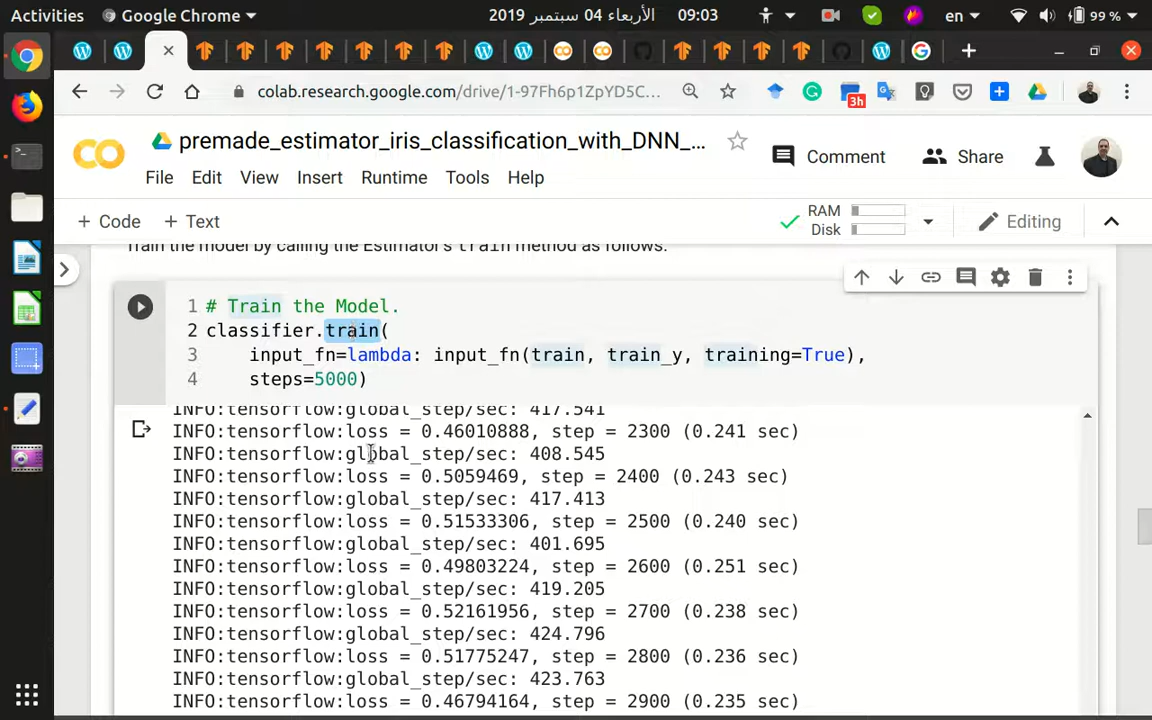 Activities
Google Chrome
الأربعاء 04 سبتمبر 2019
09:03
en
99 %
colab.research.google.com/drive/1-97Fh6p1ZpYD5C...
3h
premade_estimator_iris_classification_with_DNN_...
Comment
Share
File Edit View Insert Runtime Tools Help
+ Code + Text
RAM
Disk
Editing
Train the model by calling the Estimator's train method as follows.
1 # Train the Model.
2 classifier.train(
3 input_fn=lambda: input_fn(train, train_y, training=True),
4 steps=5000)
INFO:tensorflow:global_step/sec: 417.541
INFO:tensorflow:loss = 0.46010888, step = 2300 (0.241 sec)
INFO:tensorflow:global_step/sec: 408.545
INFO:tensorflow:loss = 0.5059469, step = 2400 (0.243 sec)
INFO:tensorflow:global_step/sec: 417.413
INFO:tensorflow:loss = 0.51533306, step = 2500 (0.240 sec)
INFO:tensorflow:global_step/sec: 401.695
INFO:tensorflow:loss = 0.49803224, step = 2600 (0.251 sec)
INFO:tensorflow:global_step/sec: 419.205
INFO:tensorflow:loss = 0.52161956, step = 2700 (0.238 sec)
INFO:tensorflow:global_step/sec: 424.796
INFO:tensorflow:loss = 0.51775247, step = 2800 (0.236 sec)
INFO:tensorflow:global_step/sec: 423.763
INFO:tensorflow:loss = 0.46794164, step = 2900 (0.235 sec)